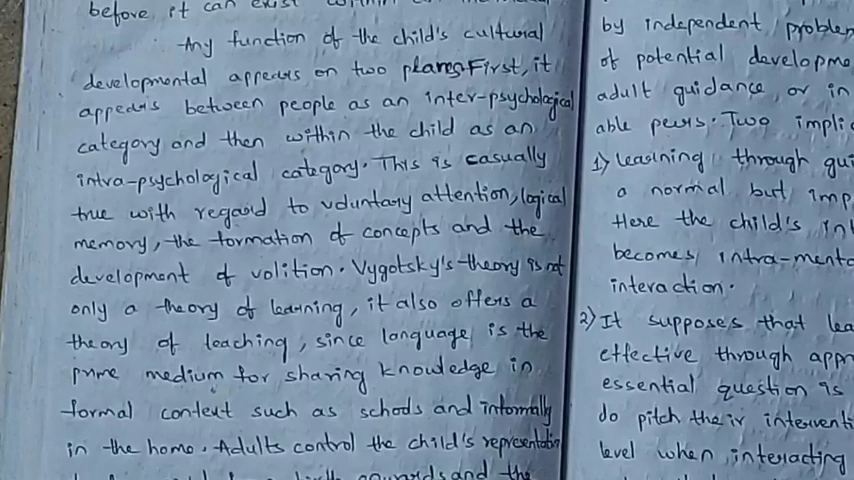 before it can exist
Any function of the child's cultural
developmental appears on two planes. First, it
appears between people as an inter-psychological
category and then within the child as an
intra-psychological category. This is casually
true with regard to voluntary attention, logical
memory, the formation of concepts and the
development of volition. Vygotsky's theory is not
only a theory of learning, it also offers a
theory of teaching, since language is the
prime medium for sharing knowledge in
formal context such as schools and informally
in the home. Adults control the child's representation
onwards and the
by independent problem
of potential developme
adult guidance, or in
able peers. Two impli
1) Learning through gui
a normal but imp
Here the child's int
becomes intra-menta
interaction.
2) It supposes that lea
effective through appr
essential question is
do pitch their interventi
level when interacting